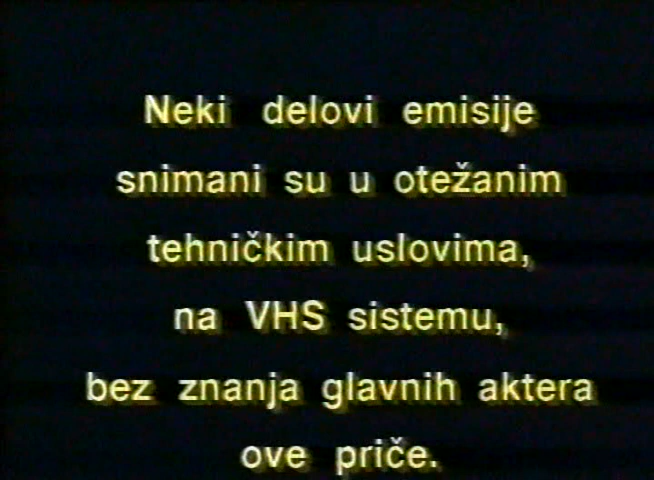 Neki delovi emisije
snimani su u otežanim
tehničkim uslovima,
na VHS sistemu,
bez znanja glavnih aktera
ove priče.